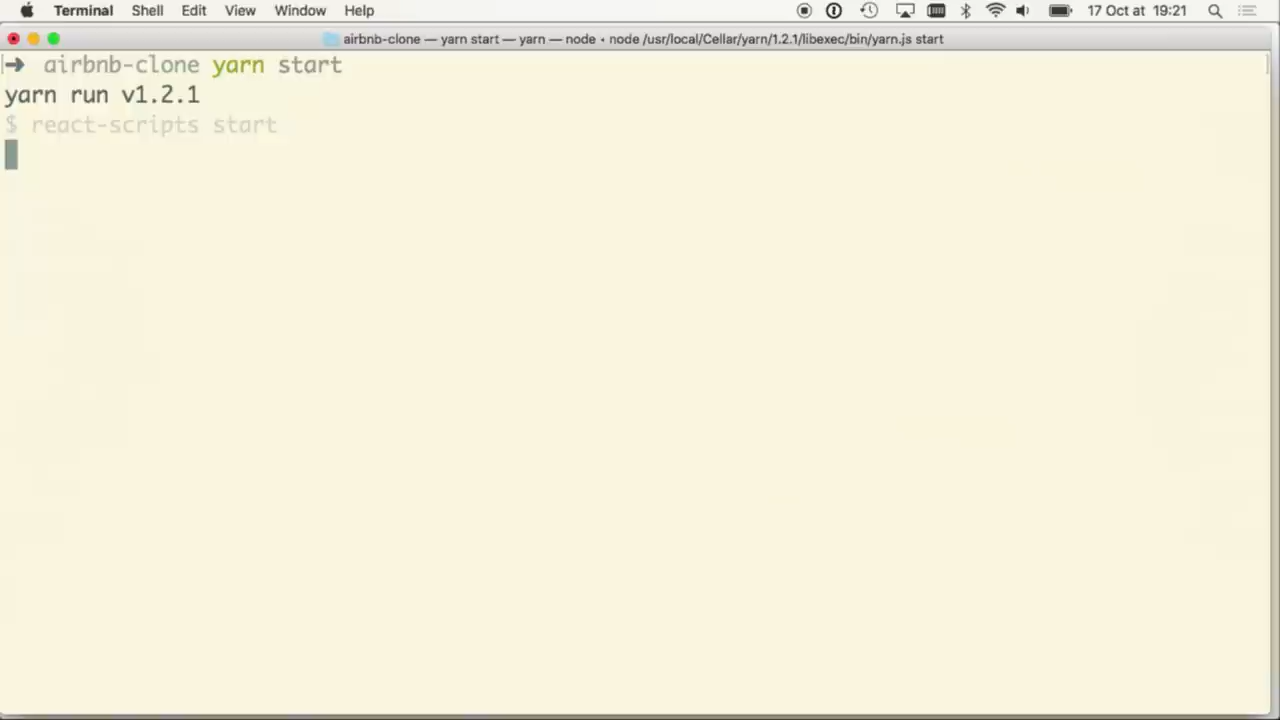 Terminal Shell Edit View Window Help 17 Oct at 19:21
airbnb-clone — yarn start — yarn — node • node /usr/local/Cellar/yarn/1.2.1/libexec/bin/yarn.js start
➜ airbnb-clone yarn start
yarn run v1.2.1
$ react-scripts start